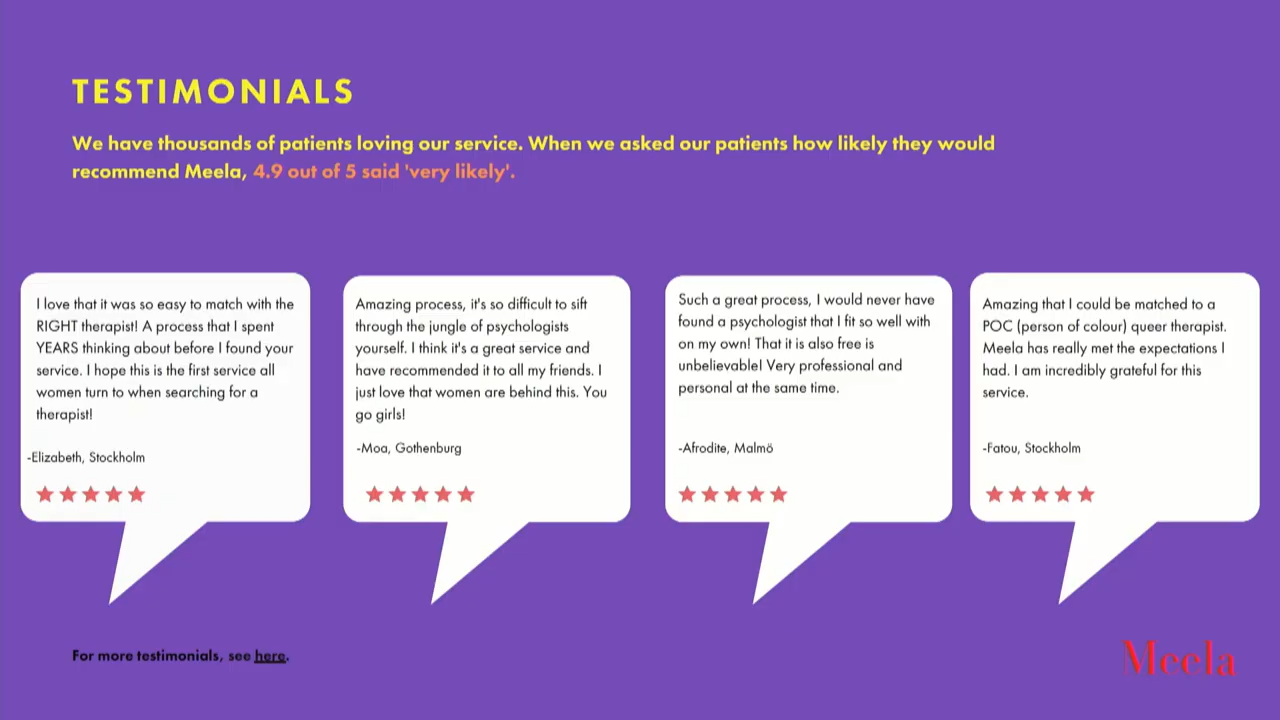 TESTIMONIALS
We have thousands of patients loving our service. When we asked our patients how likely they would
recommend Meela, 4.9 out of 5 said 'very likely'.
I love that it was so easy to match with the
RIGHT therapist! A process that I spent
YEARS thinking about before I found your
service. I hope this is the first service all
women turn to when searching for a
therapist!
-Elizabeth, Stockholm
Amazing process, it's so difficult to sift
through the jungle of psychologists
yourself. I think it's a great service and
have recommended it to all my friends. I
just love that women are behind this. You
go girls!
-Moa, Gothenburg
Such a great process, I would never have
found a psychologist that I fit so well with
on my own! That it is also free is
unbelievable! Very professional and
personal at the same time.
-Afrodite, Malmö
Amazing that I could be matched to a
POC (person of colour) queer therapist.
Meela has really met the expectations I
had. I am incredibly grateful for this
service.
-Fatou, Stockholm
For more testimonials, see here.
Meela